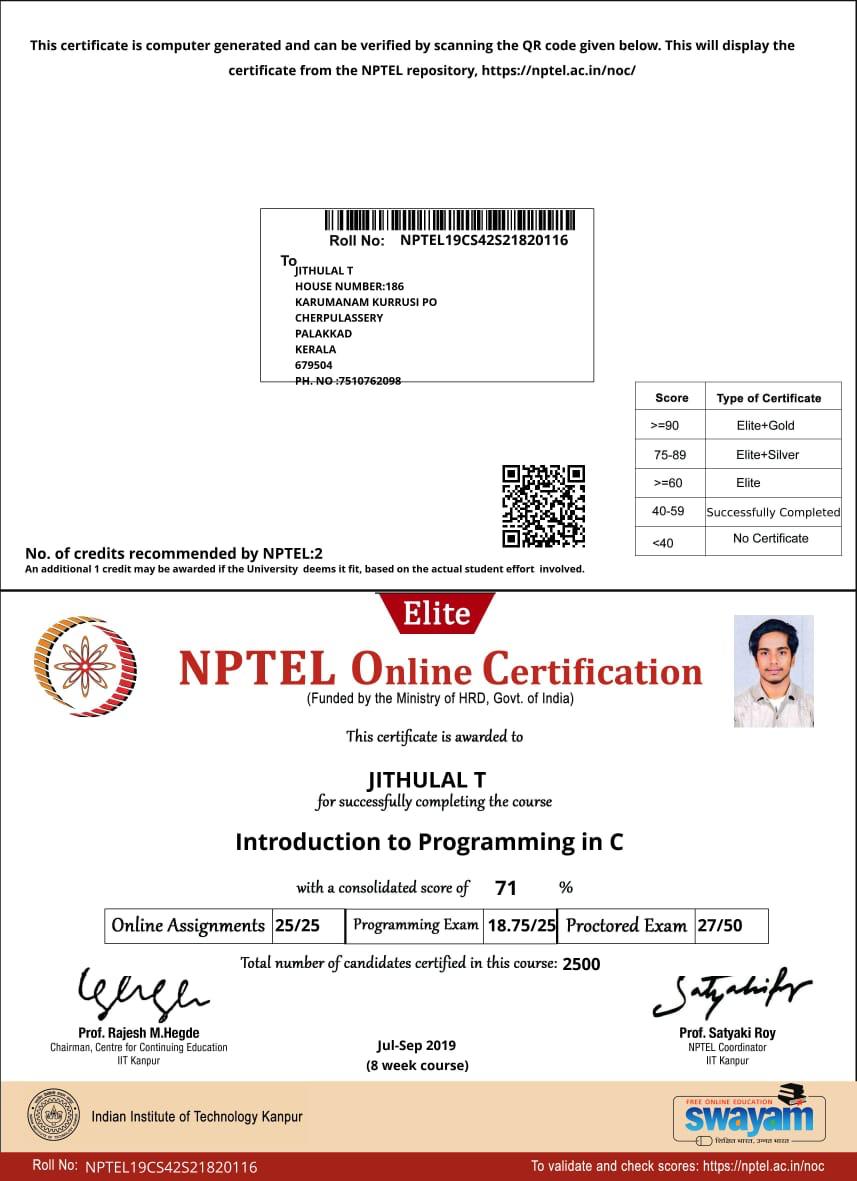 This certificate is computer generated and can be verified by scanning the QR code given below. This will display the
certificate from the NPTEL repository, https://nptel.ac.in/noc/
Roll No: NPTEL19CS42S21820116
To
JITHULAL T
HOUSE NUMBER:186
KARUMANAM KURRUSI PO
CHERPULASSERY
PALAKKAD
KERALA
679504
PH. NO :7510762098
Score Type of Certificate
>=90 Elite+Gold
75-89 Elite+Silver
>=60 Elite
40-59 Successfully Completed
<40 No Certificate
No. of credits recommended by NPTEL:2
An additional 1 credit may be awarded if the University deems it fit, based on the actual student effort involved.
Elite
NPTEL Online Certification
(Funded by the Ministry of HRD, Govt. of India)
This certificate is awarded to
JITHULAL T
for successfully completing the course
Introduction to Programming in C
with a consolidated score of 71 %
Online Assignments 25/25 Programming Exam 18.75/25 Proctored Exam 27/50
Total number of candidates certified in this course: 2500
Prof. Rajesh M.Hegde
Chairman, Centre for Continuing Education
IIT Kanpur
Jul-Sep 2019
(8 week course)
Prof. Satyaki Roy
NPTEL Coordinator
IIT Kanpur
Indian Institute of Technology Kanpur
FREE ONLINE EDUCATION
swayam
शिक्षित भारत, उन्नत भारत
Roll No: NPTEL19CS42S21820116
To validate and check scores: https://nptel.ac.in/noc